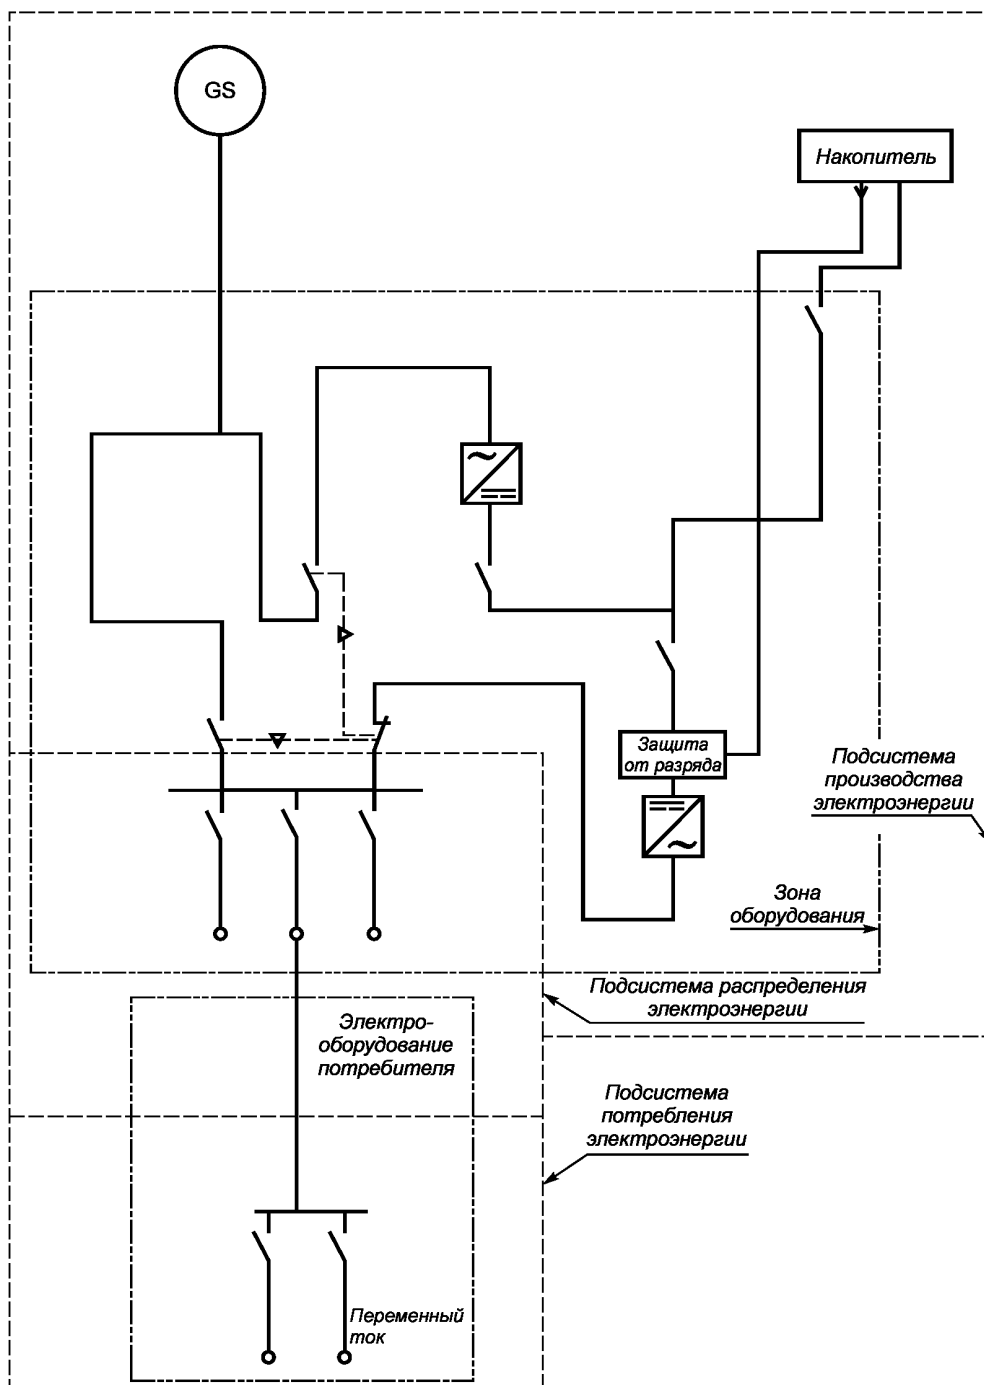 GS
Накопитель
Защита
от разряда
Подсистема
производства
электроэнергии
Зона
оборудования
Подсистема распределения
электроэнергии
Электро-
оборудование
потребителя
Подсистема
потребления
электроэнергии
Переменный
ток